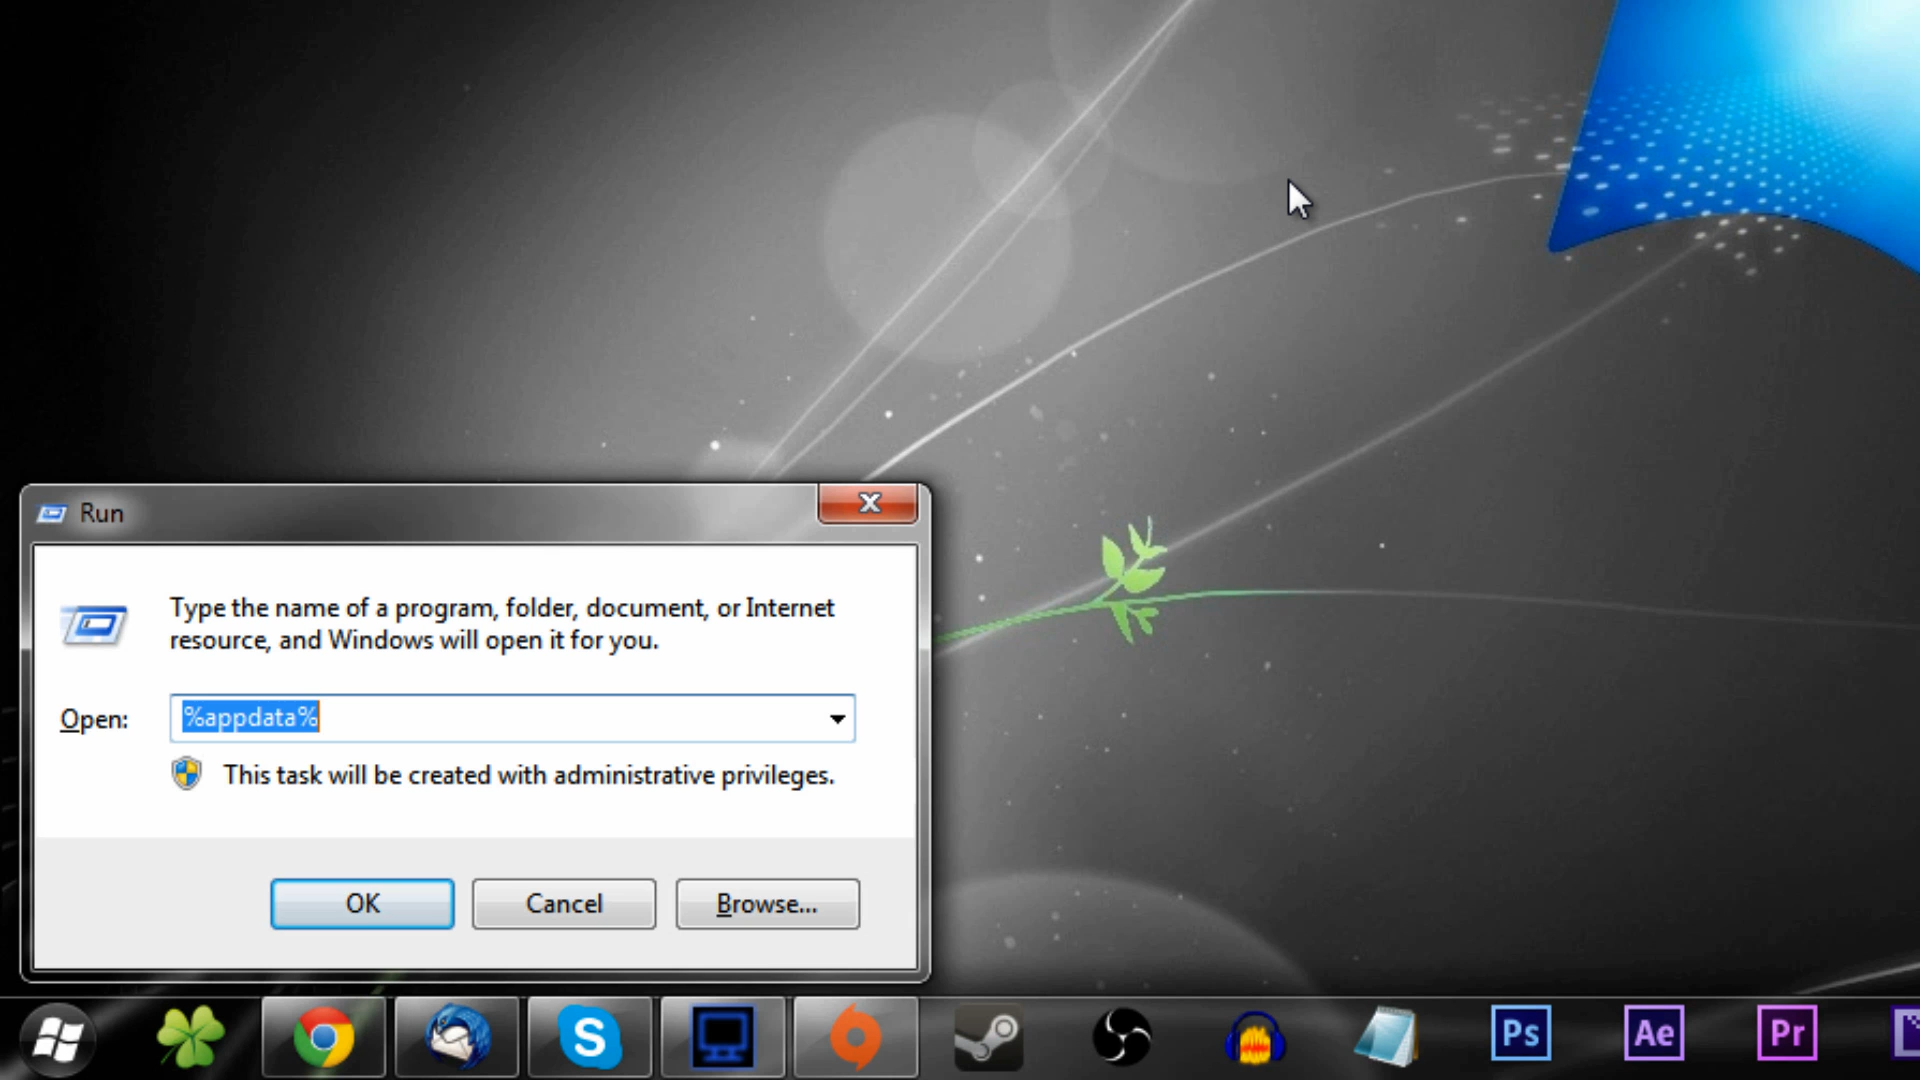 Run
Type the name of a program, folder, document, or Internet
resource, and Windows will open it for you.
Open: %appdata%
This task will be created with administrative privileges.
OK Cancel Browse...
S Ps Ae Pr